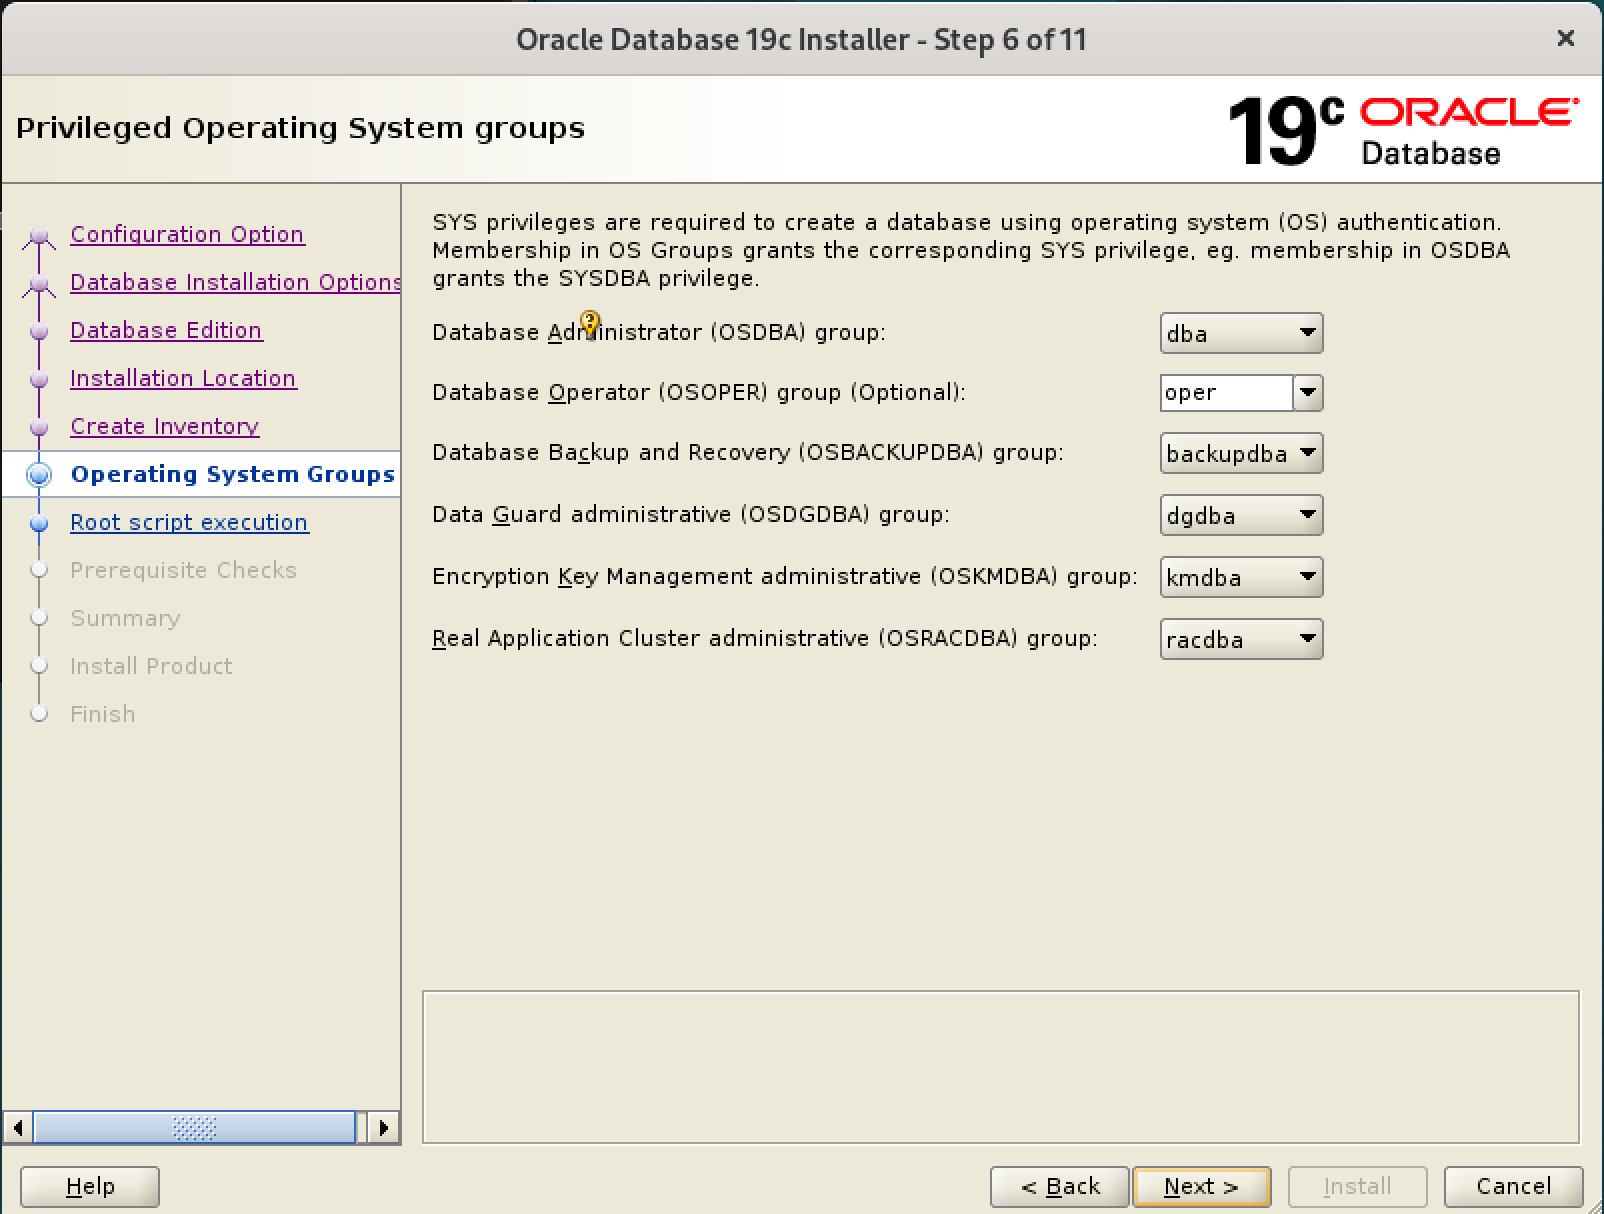 Oracle Database 19c Installer - Step 6 of 11
×
Privileged Operating System groups
19c ORACLE
Database
Configuration Option
Database Installation Options
Database Edition
Installation Location
Create Inventory
Operating System Groups
Root script execution
Prerequisite Checks
Summary
Install Product
Finish
SYS privileges are required to create a database using operating system (OS) authentication.
Membership in OS Groups grants the corresponding SYS privilege, eg. membership in OSDBA
grants the SYSDBA privilege.
Database Administrator (OSDBA) group: dba
Database Operator (OSOPER) group (Optional): oper
Database Backup and Recovery (OSBACKUPDBA) group: backupdba
Data Guard administrative (OSDGDBA) group: dgdba
Encryption Key Management administrative (OSKMDBA) group: kmdba
Real Application Cluster administrative (OSRACDBA) group: racdba
Help
< Back
Next >
Install
Cancel